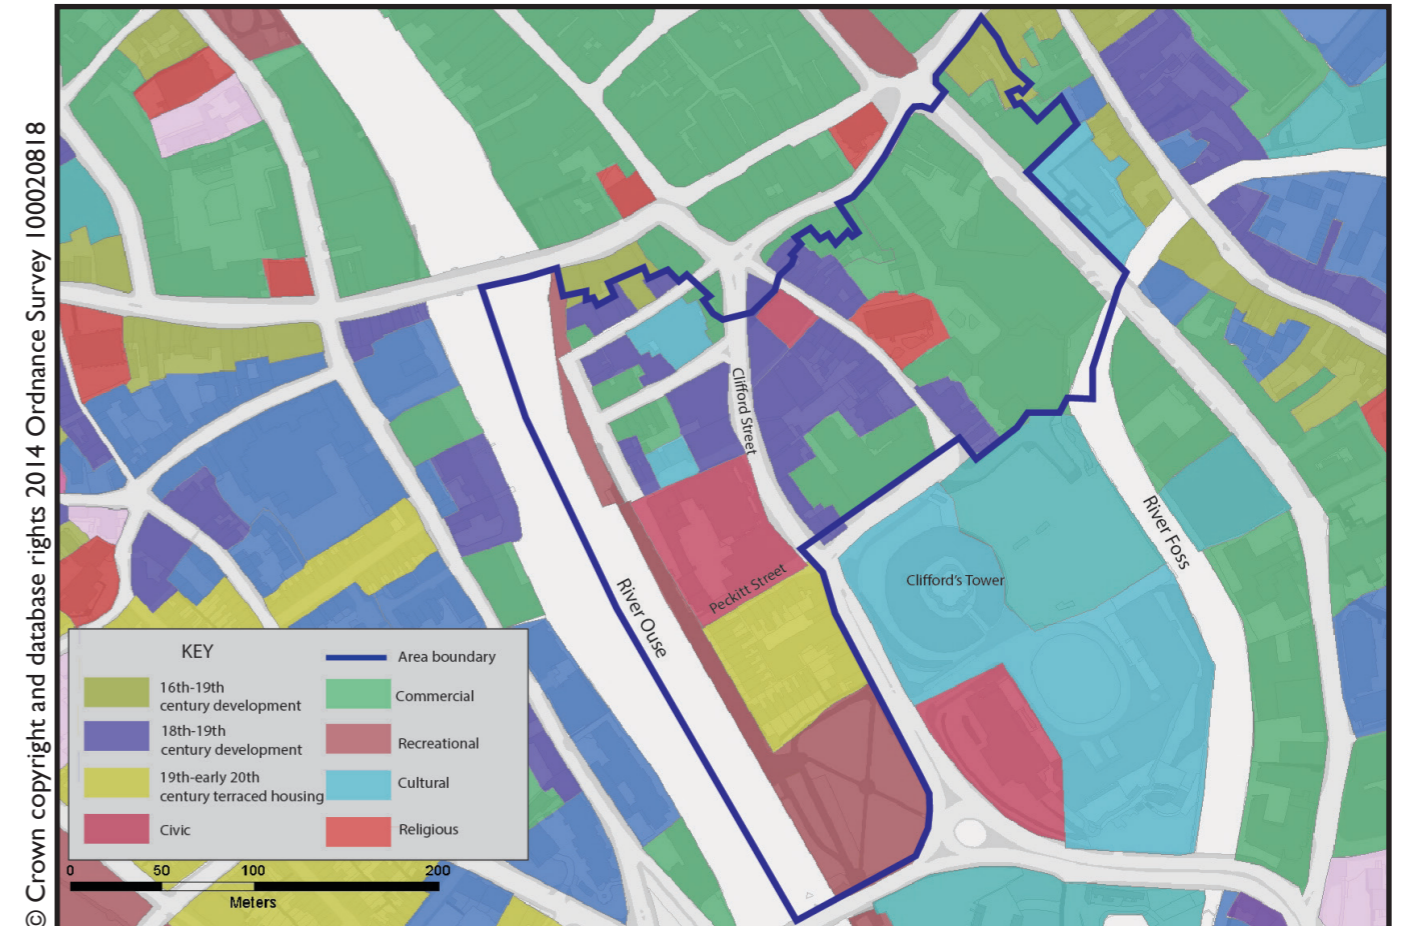 © Crown copyright and database rights 2014 Ordnance Survey 100020818
Clifford Street
River Foss
Clifford's Tower
Peckitt Street
River Ouse
KEY
16th-19th
century development
18th-19th
century development
19th-early 20th
century terraced housing
Civic
Area boundary
Commercial
Recreational
Cultural
Religious
0 50 100 200
Meters